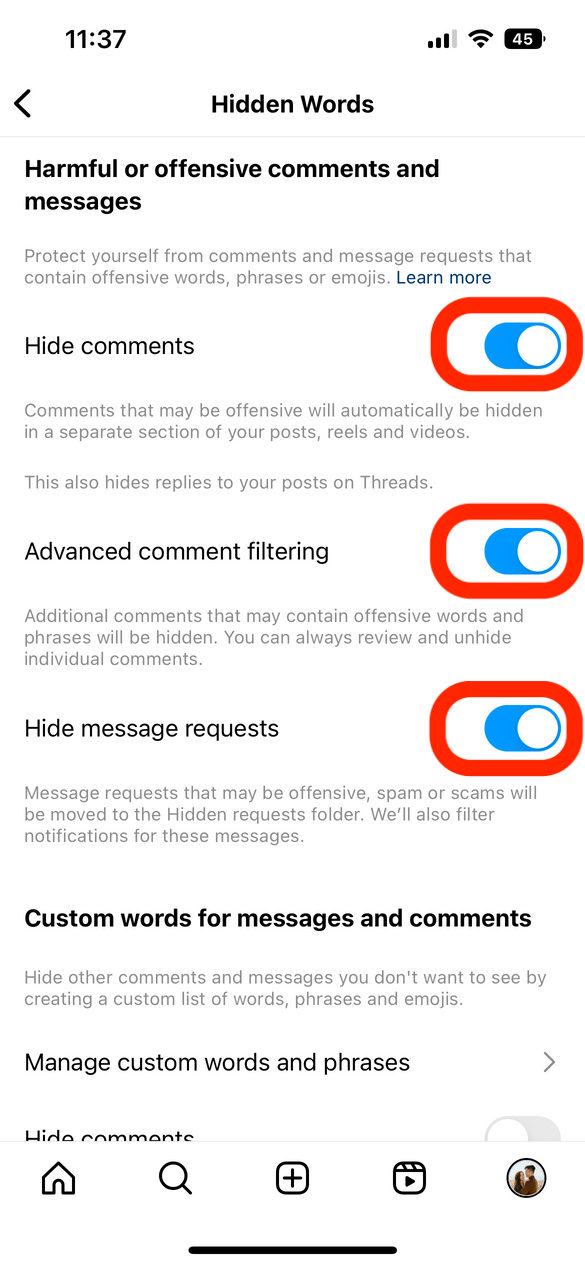 11:37
45
Hidden Words
Harmful or offensive comments and
messages
Protect yourself from comments and message requests that
contain offensive words, phrases or emojis. Learn more
Hide comments
Comments that may be offensive will automatically be hidden
in a separate section of your posts, reels and videos.
This also hides replies to your posts on Threads.
Advanced comment filtering
Additional comments that may contain offensive words and
phrases will be hidden. You can always review and unhide
individual comments.
Hide message requests
Message requests that may be offensive, spam or scams will
be moved to the Hidden requests folder. We’ll also filter
notifications for these messages.
Custom words for messages and comments
Hide other comments and messages you don't want to see by
creating a custom list of words, phrases and emojis.
Manage custom words and phrases
Hide comments